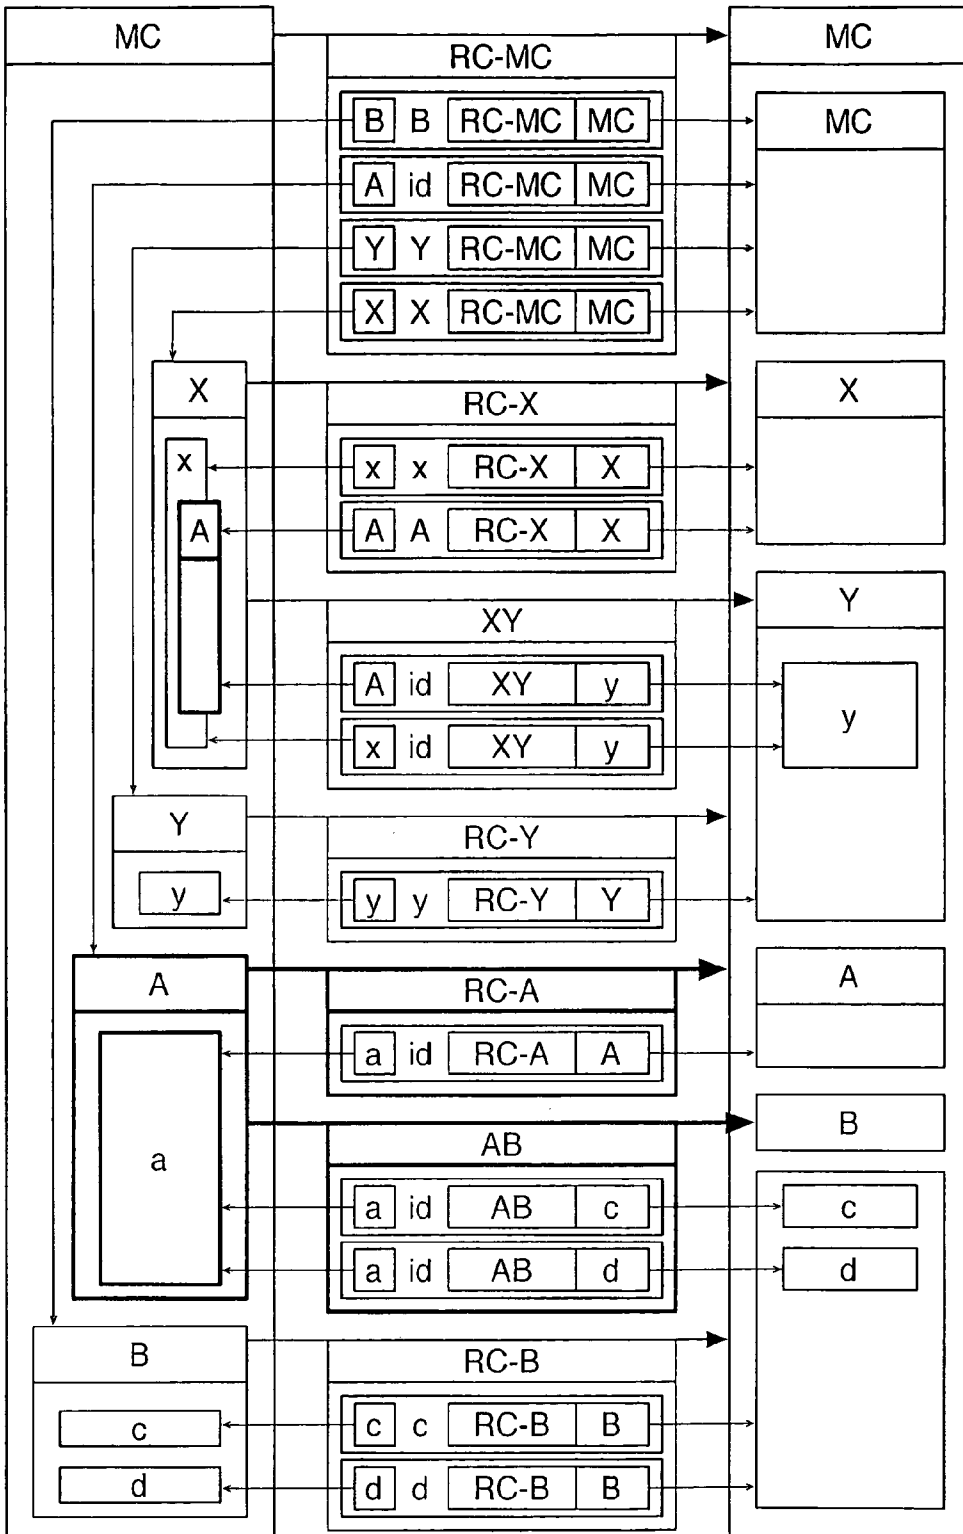 MC MC
RC-MC
B B RC-MC MC MC
A id RC-MC MC
Y Y RC-MC MC
X X RC-MC MC
X RC-X X
x x x RC-X X
A A A RC-X X
XY Y
A id XY y
x id XY y y
Y RC-Y
y y y RC-Y Y
A RC-A A
a id RC-A A
AB B
a
a id AB c c
a id AB d d
B RC-B
c c c RC-B B
d d d RC-B B